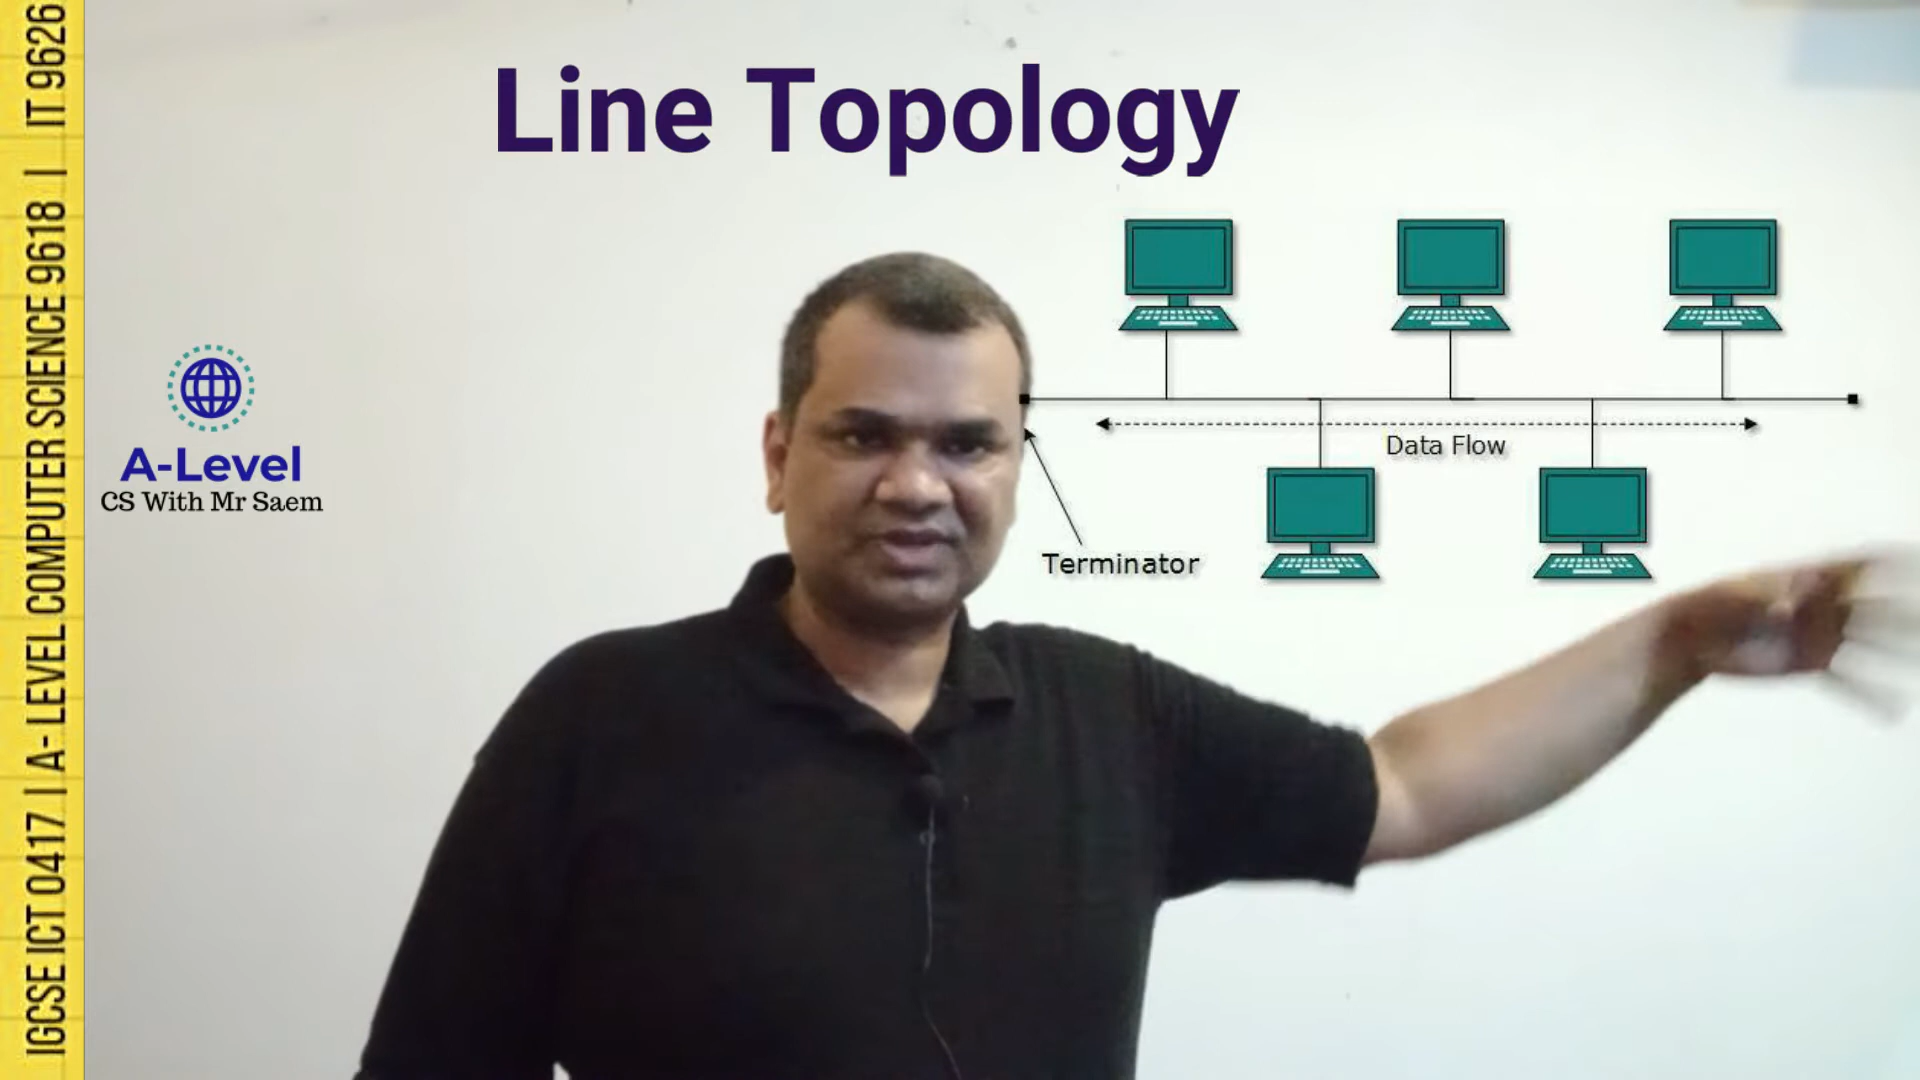 IGCSE ICT 0417 | A- LEVEL COMPUTER SCIENCE 9618 | IT 9626
Line Topology
A-Level
CS With Mr Saem
Data Flow
Terminator